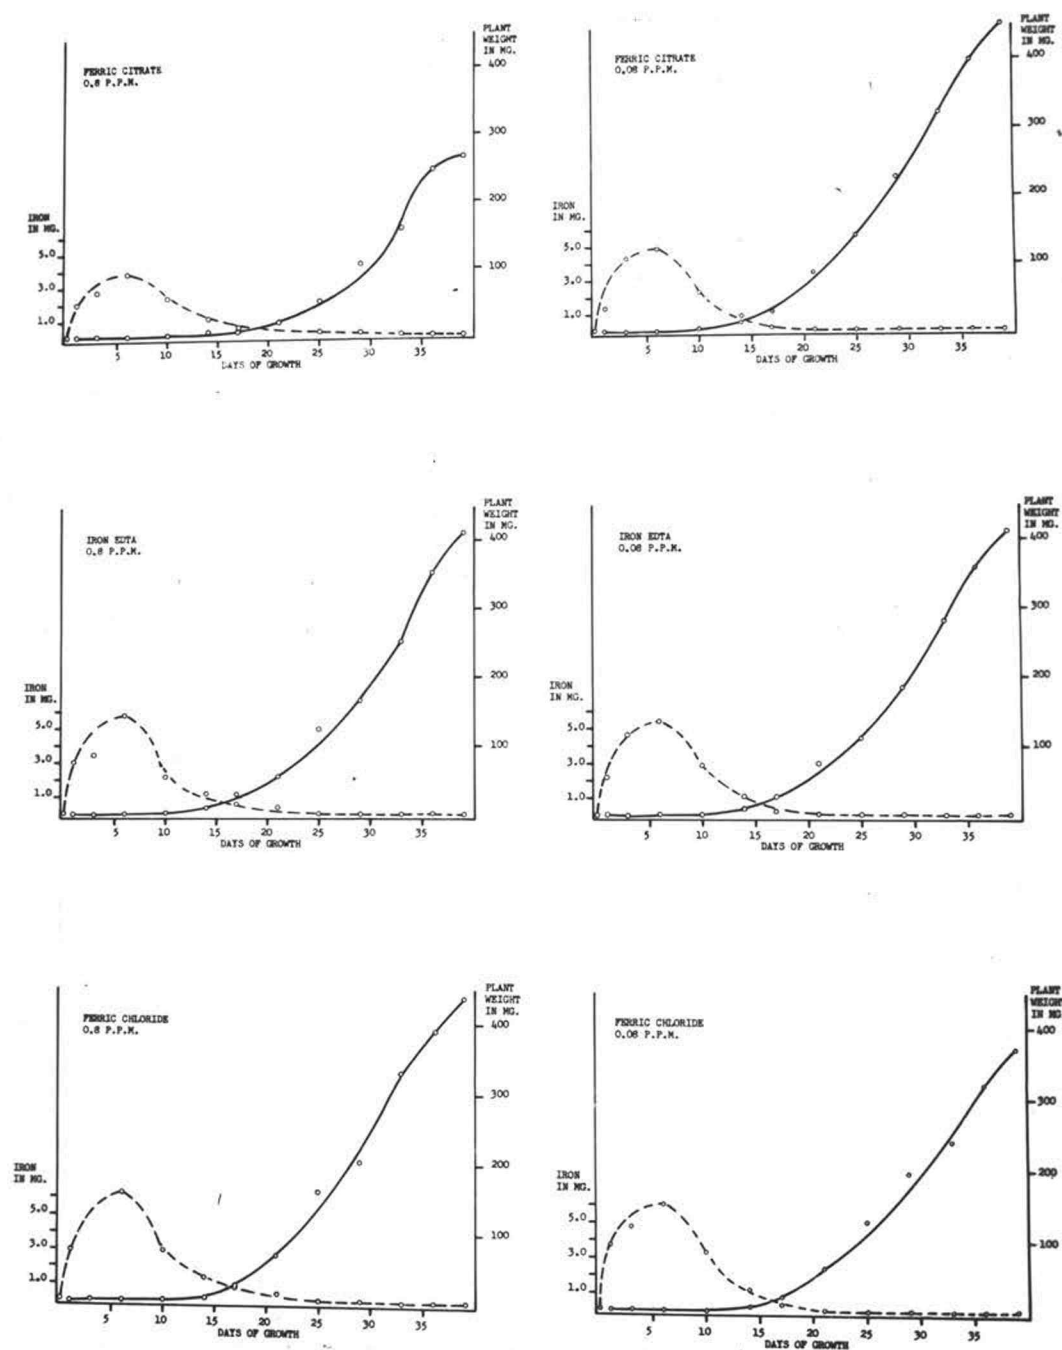 FERRIC CITRATE
0.8 P.P.M.
PLANT
WEIGHT
IN MG.
400
300
200
100
IRON
IN MG.
5.0
3.0
1.0
5
10
15
20
25
30
35
DAYS OF GROWTH
FERRIC CITRATE
0.08 P.P.M.
PLANT
WEIGHT
IN MG.
400
300
200
100
IRON
IN MG.
5.0
3.0
1.0
5
10
15
20
25
30
35
DAYS OF GROWTH
IRON EDTA
0.8 P.P.M.
PLANT
WEIGHT
IN MG.
400
300
200
100
IRON
IN MG.
5.0
3.0
1.0
5
10
15
20
25
30
35
DAYS OF GROWTH
IRON EDTA
0.08 P.P.M.
PLANT
WEIGHT
IN MG.
400
300
200
100
IRON
IN MG.
5.0
3.0
1.0
5
10
15
20
25
30
35
DAYS OF GROWTH
FERRIC CHLORIDE
0.8 P.P.M.
PLANT
WEIGHT
IN MG.
400
300
200
100
IRON
IN MG.
5.0
3.0
1.0
5
10
15
20
25
30
35
DAYS OF GROWTH
FERRIC CHLORIDE
0.08 P.P.M.
PLANT
WEIGHT
IN MG
400
300
200
100
IRON
IN MG.
5.0
3.0
1.0
5
10
15
20
25
30
35
DAYS OF GROWTH